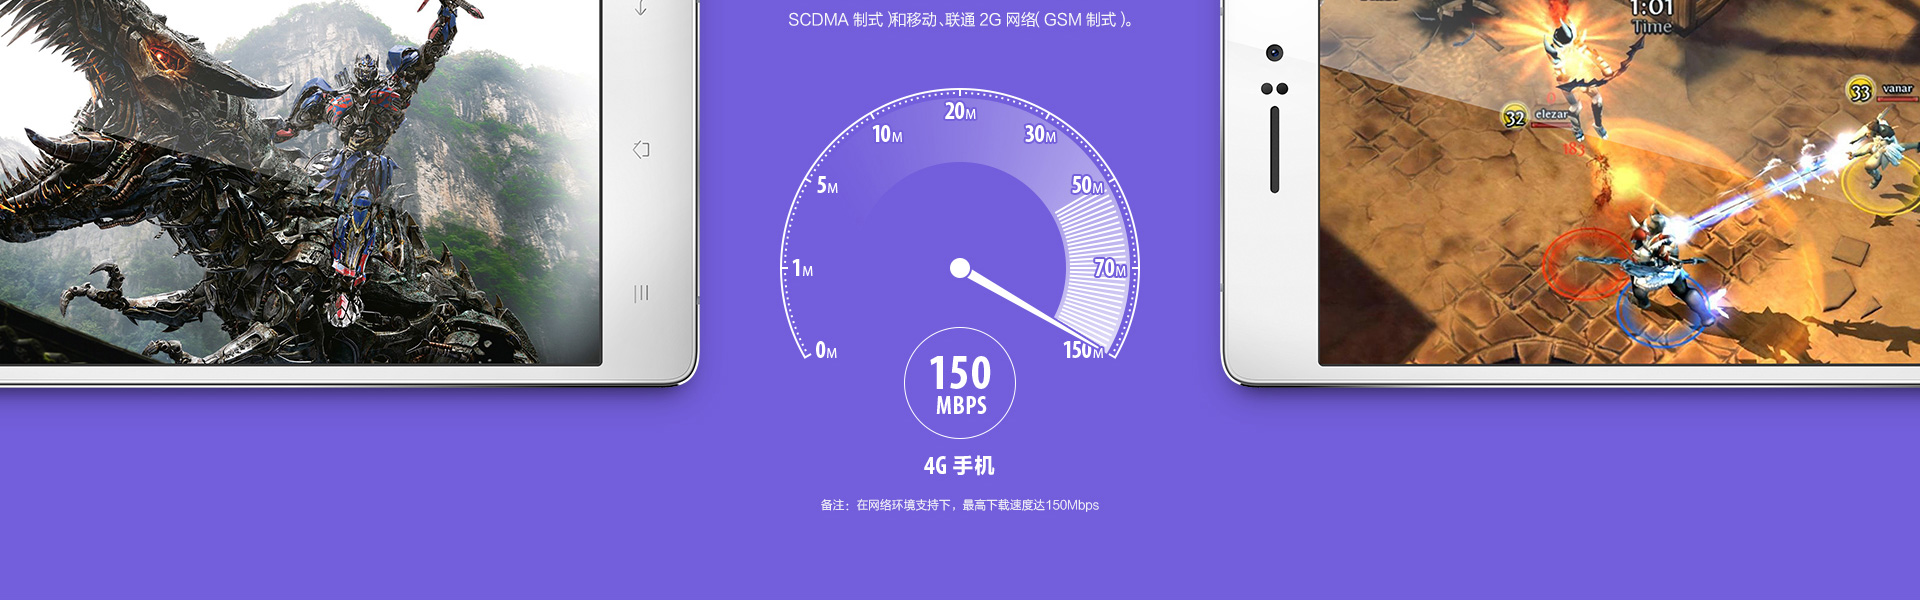 SCDMA 制式 )和移动、联通 2G 网络( GSM 制式 )。
1:01
Time
33 vanar
32 elezar
185
20M
10M
30M
5M
50M
1M
70M
0M
150M
150
MBPS
4G 手机
备注：在网络环境支持下，最高下载速度达150Mbps